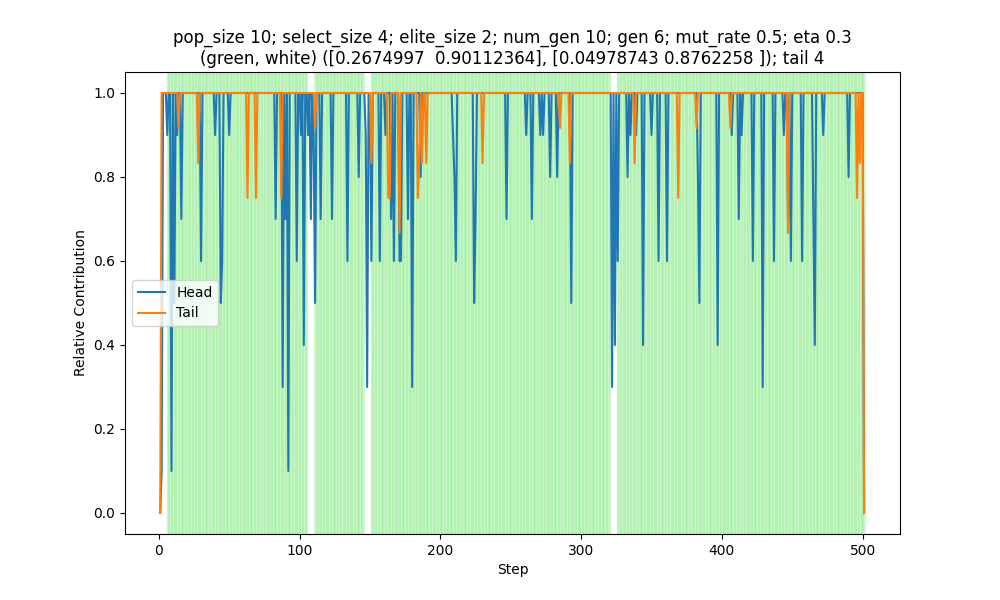 pop_size 10; select_size 4; elite_size 2; num_gen 10; gen 6; mut_rate 0.5; eta 0.3
(green, white) ([0.2674997  0.90112364], [0.04978743 0.8762258 ]); tail 4
1.0
0.8
0.6
0.4
0.2
0.0
Relative Contribution
Head
Tail
0 100 200 300 400 500
Step